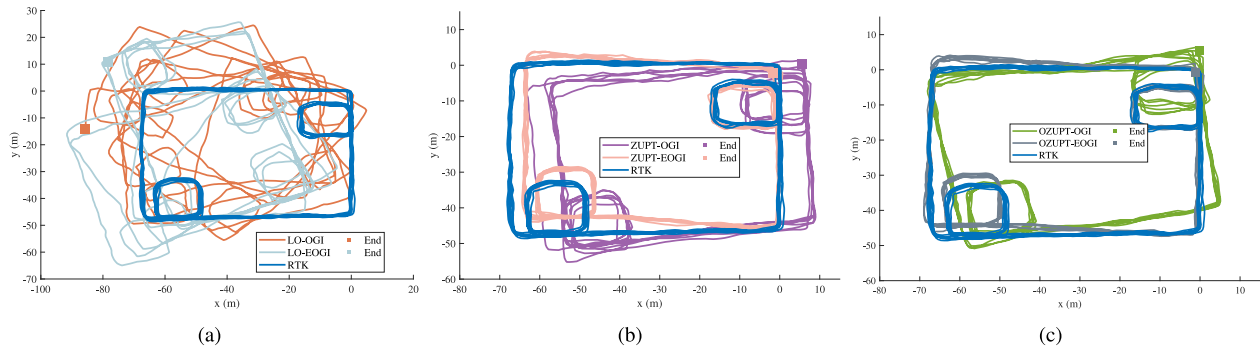 30
20
10
0
-10
-20
-30
-40
-50
-60
-70
y (m)
LO-OGI End
LO-EOGI End
RTK
-100 -80 -60 -40 -20 0 20
x (m)
(a)
10
0
-10
-20
-30
-40
-50
-60
y (m)
ZUPT-OGI End
ZUPT-EOGI End
RTK
-80 -70 -60 -50 -40 -30 -20 -10 0 10
x (m)
(b)
10
0
-10
-20
-30
-40
-50
-60
y (m)
OZUPT-OGI End
OZUPT-EOGI End
RTK
-80 -70 -60 -50 -40 -30 -20 -10 0 10
x (m)
(c)